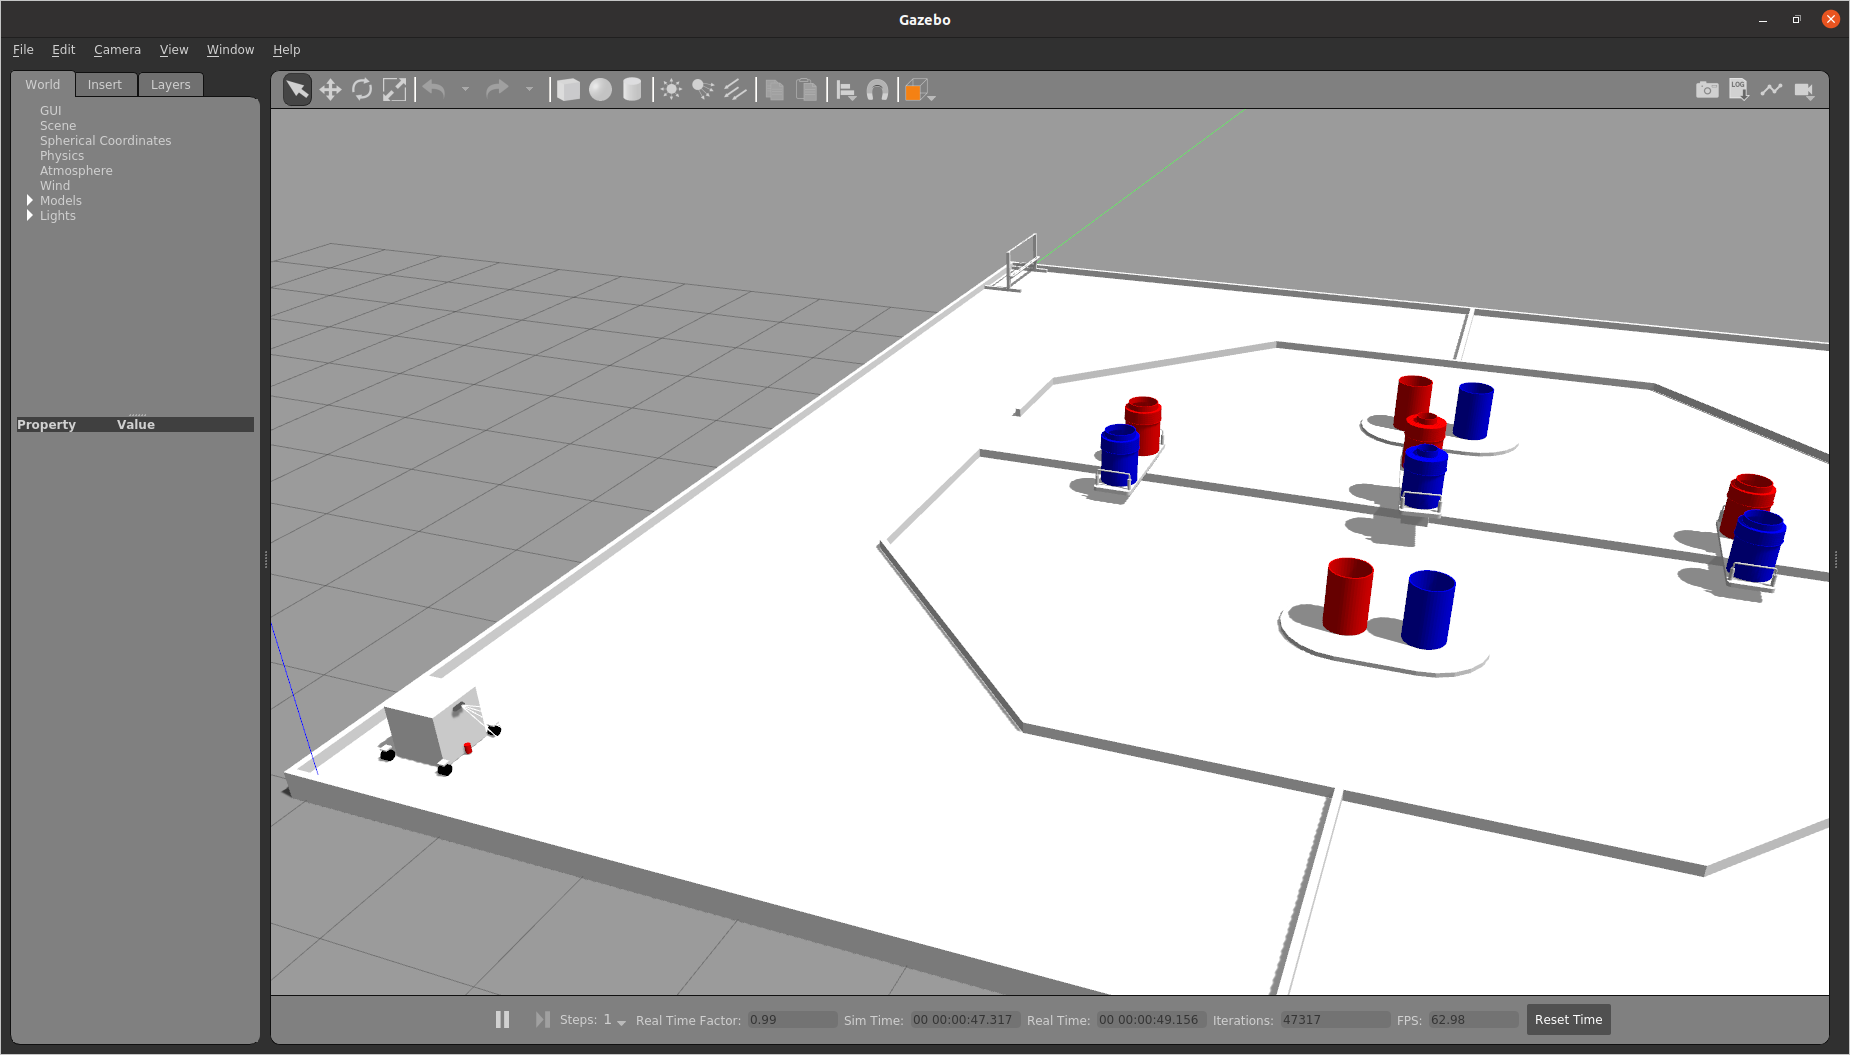 Gazebo
File Edit Camera View Window Help
World Insert Layers
LOG
GUI
Scene
Spherical Coordinates
Physics
Atmosphere
Wind
Models
Lights
Property Value
Steps: 1 Real Time Factor: 0.99 Sim Time: 00 00:00:47.317 Real Time: 00 00:00:49.156 Iterations: 47317 FPS: 62.98 Reset Time